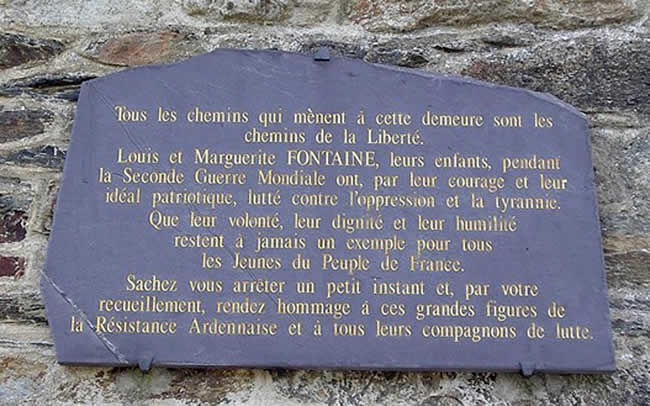 Tous les chemins qui mènent à cette demeure sont les
chemins de la Liberté.
Louis et Marguerite FONTAINE, leurs enfants, pendant
la Seconde Guerre Mondiale ont, par leur courage et leur
idéal patriotique, lutté contre l'oppression et la tyrannie.
Que leur volonté, leur dignité et leur humilité
restent à jamais un exemple pour tous
les Jeunes du Peuple de France.
Sachez vous arrêter un petit instant et, par votre
recueillement, rendez hommage à ces grandes figures de
la Résistance Ardennaise et à tous leurs compagnons de lutte.